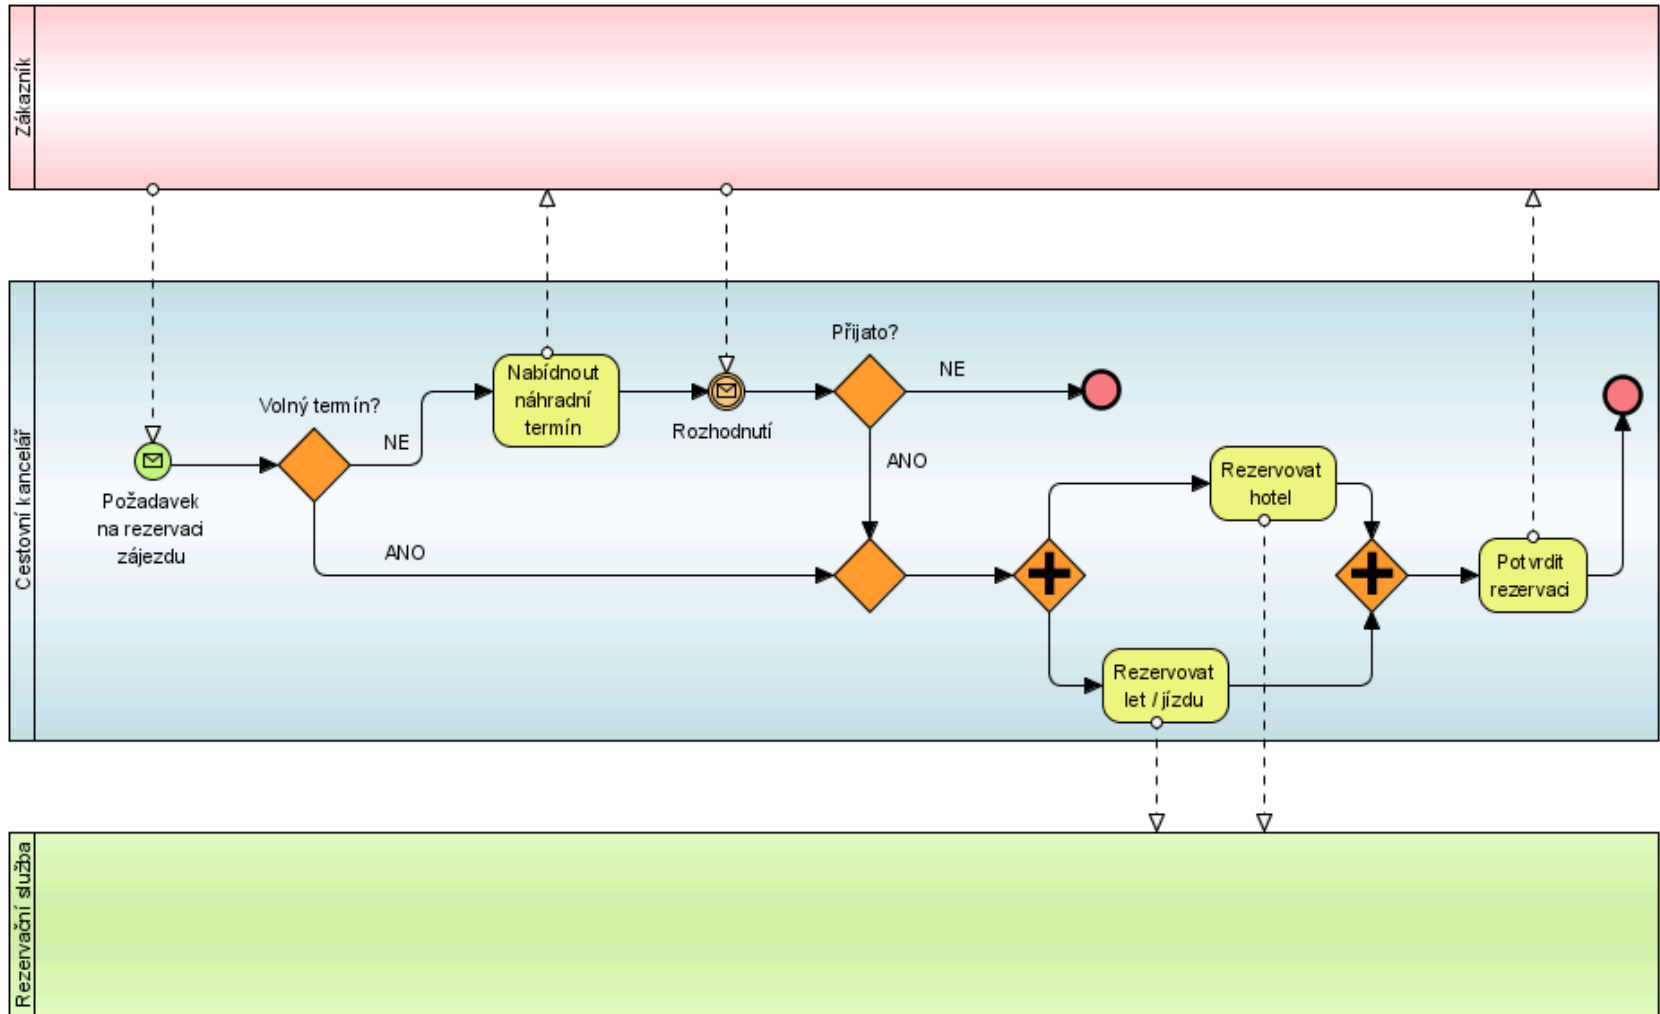 Zákazník
Cestovní kancelář
Požadavek
na rezervaci
zájezdu
Volný termín?
NE
ANO
Nabídnout
náhradní
termín
Rozhodnutí
Přijato?
NE
ANO
Rezervovat
hotel
Rezervovat
let / jízdu
Potvrdit
rezervaci
Rezervační služba